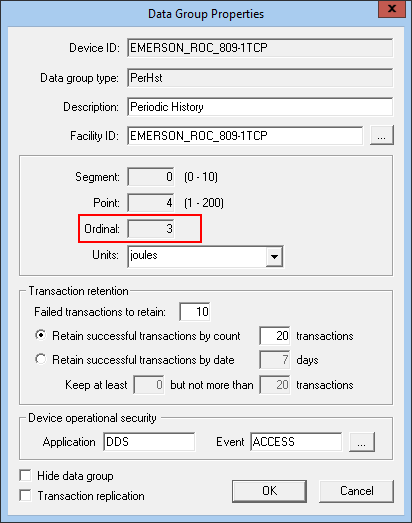 Data Group Properties
x
Device ID: EMERSON_ROC_809-1TCP
Data group type: PerHst
Description: Periodic History
Facility ID: EMERSON_ROC_809-1TCP ...
Segment: 0 (0 - 10)
Point: 4 (1 - 200)
Ordinal: 3
Units: joules
Transaction retention
Failed transactions to retain: 10
Retain successful transactions by count 20 transactions
Retain successful transactions by date 7 days
Keep at least 0 but not more than 20 transactions
Device operational security
Application DDS Event ACCESS ...
Hide data group
Transaction replication
OK Cancel